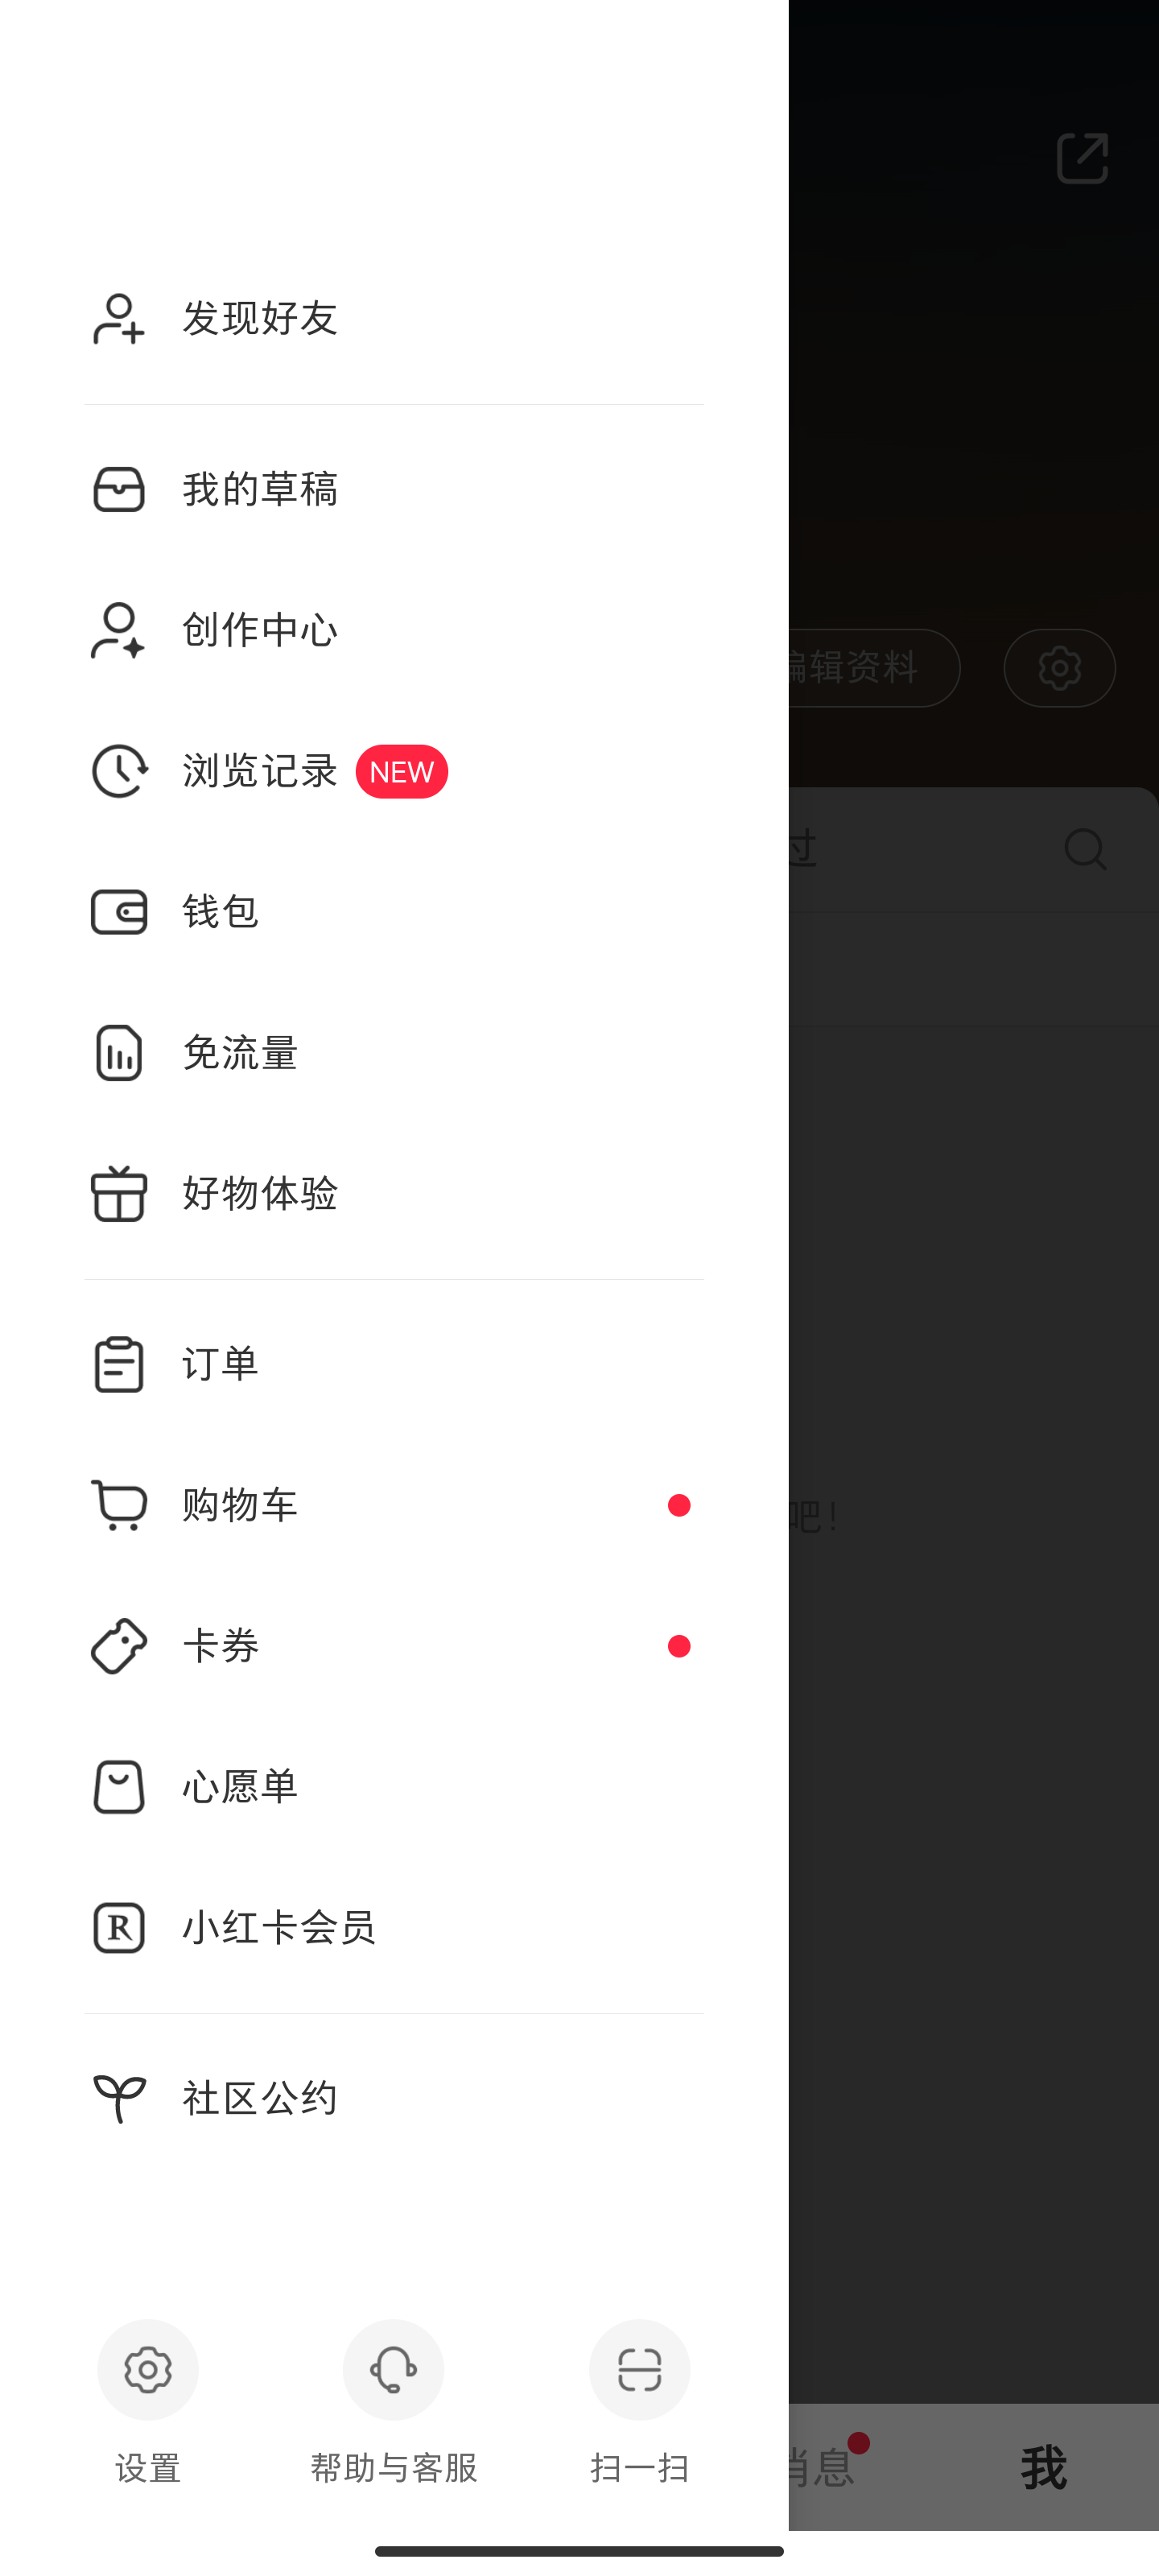 发现好友
我的草稿
创作中心
编辑资料
浏览记录 NEW
过
钱包
免流量
好物体验
订单
购物车
吧！
卡券
心愿单
R 小红卡会员
社区公约
设置
帮助与客服
扫一扫
消息
我